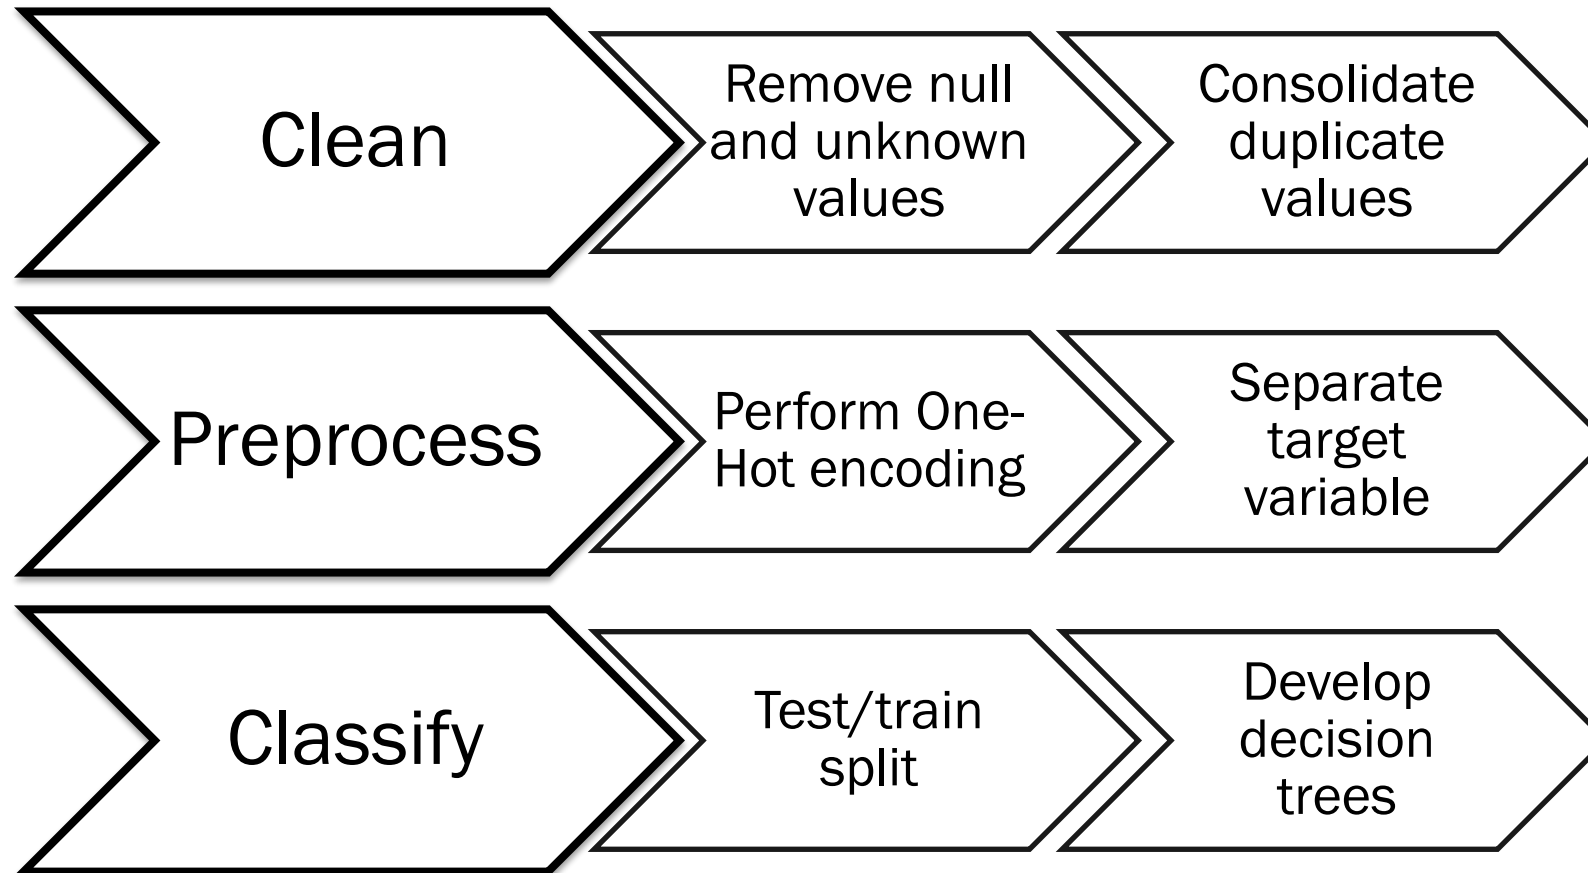 Clean
Remove null
and unknown
values
Consolidate
duplicate
values
Preprocess
Perform One-
Hot encoding
Separate
target
variable
Classify
Test/train
split
Develop
decision
trees